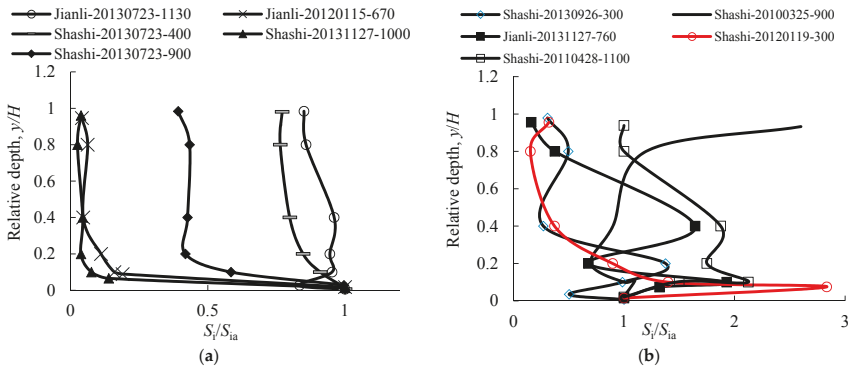 Jianli-20130723-1130
Jianli-20120115-670
Shashi-20130723-400
Shashi-20131127-1000
Shashi-20130723-900
1.2
1
0.8
0.6
0.4
0.2
0
Relative depth, y/H
0
0.5
1
Si/Sia
(a)
Shashi-20130926-300
Shashi-20100325-900
Jianli-20131127-760
Shashi-20120119-300
Shashi-20110428-1100
1.2
1
0.8
0.6
0.4
0.2
0
Relative depth, y/H
0
1
2
3
Si/Sia
(b)